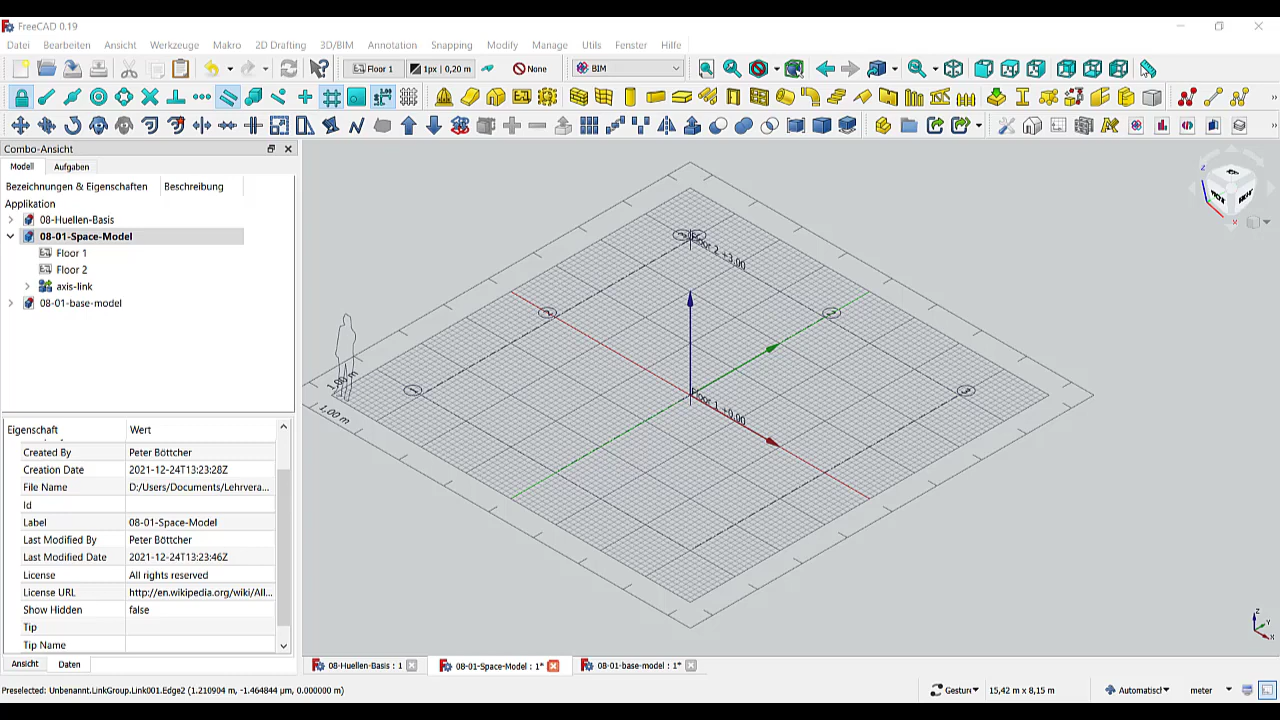 FreeCAD 0.19
Datei Bearbeiten Ansicht Werkzeuge Makro 2D Drafting 3D/BIM Annotation Snapping Modify Manage Utils Fenster Hilfe
Floor 1 1px | 0,20 m None BIM
Combo-Ansicht
Modell Aufgaben
Bezeichnungen & Eigenschaften Beschreibung
Applikation
08-Huellen-Basis
08-01-Space-Model
Floor 1
Floor 2
axis-link
08-01-base-model
Floor 2 +3.00
Floor 1 +0.00
1,00 m
1,00 m
1
2
2
3
Eigenschaft Wert
Created By Peter Böttcher
Creation Date 2021-12-24T13:23:28Z
File Name D:/Users/Documents/Lehrvera...
Id
Label 08-01-Space-Model
Last Modified By Peter Böttcher
Last Modified Date 2021-12-24T13:23:46Z
License All rights reserved
License URL http://en.wikipedia.org/wiki/All...
Show Hidden false
Tip
Tip Name
Ansicht Daten
08-Huellen-Basis : 1 08-01-Space-Model : 1* 08-01-base-model : 1*
Preselected: Unbenannt.LinkGroup.Link001.Edge2 (1.210904 m, -1.464844 µm, 0.000000 m) Gesture 15,42 m x 8,15 m Automatisch meter